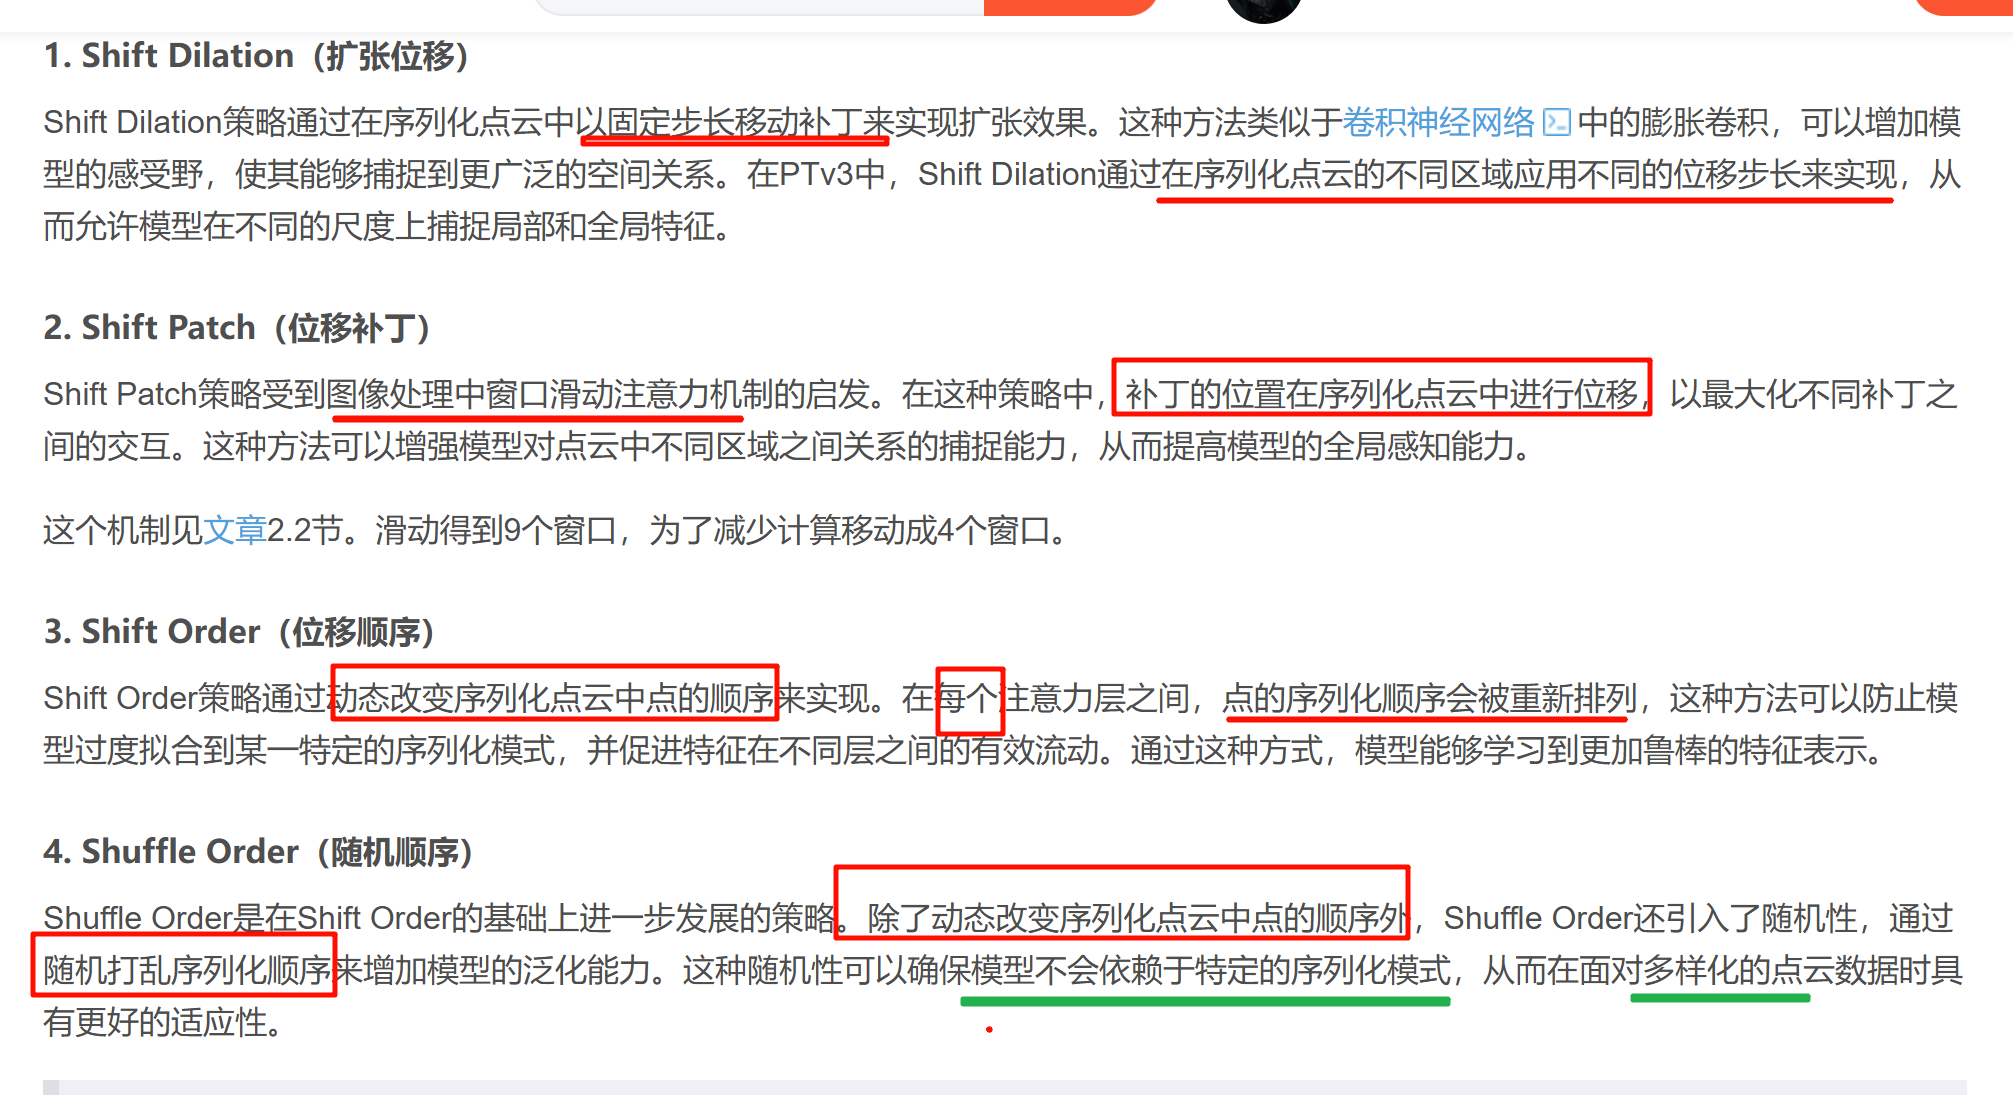 1. Shift Dilation（扩张位移）
Shift Dilation策略通过在序列化点云中以固定步长移动补丁来实现扩张效果。这种方法类似于卷积神经网络中的膨胀卷积，可以增加模
型的感受野，使其能够捕捉到更广泛的空间关系。在PTv3中，Shift Dilation通过在序列化点云的不同区域应用不同的位移步长来实现，从
而允许模型在不同的尺度上捕捉局部和全局特征。
2. Shift Patch（位移补丁）
Shift Patch策略受到图像处理中窗口滑动注意力机制的启发。在这种策略中，补丁的位置在序列化点云中进行位移，以最大化不同补丁之
间的交互。这种方法可以增强模型对点云中不同区域之间关系的捕捉能力，从而提高模型的全局感知能力。
这个机制见文章2.2节。滑动得到9个窗口，为了减少计算移动成4个窗口。
3. Shift Order（位移顺序）
Shift Order策略通过动态改变序列化点云中点的顺序来实现。在每个注意力层之间，点的序列化顺序会被重新排列，这种方法可以防止模
型过度拟合到某一特定的序列化模式，并促进特征在不同层之间的有效流动。通过这种方式，模型能够学习到更加鲁棒的特征表示。
4. Shuffle Order（随机顺序）
Shuffle Order是在Shift Order的基础上进一步发展的策略。除了动态改变序列化点云中点的顺序外，Shuffle Order还引入了随机性，通过
随机打乱序列化顺序来增加模型的泛化能力。这种随机性可以确保模型不会依赖于特定的序列化模式，从而在面对多样化的点云数据时具
有更好的适应性。